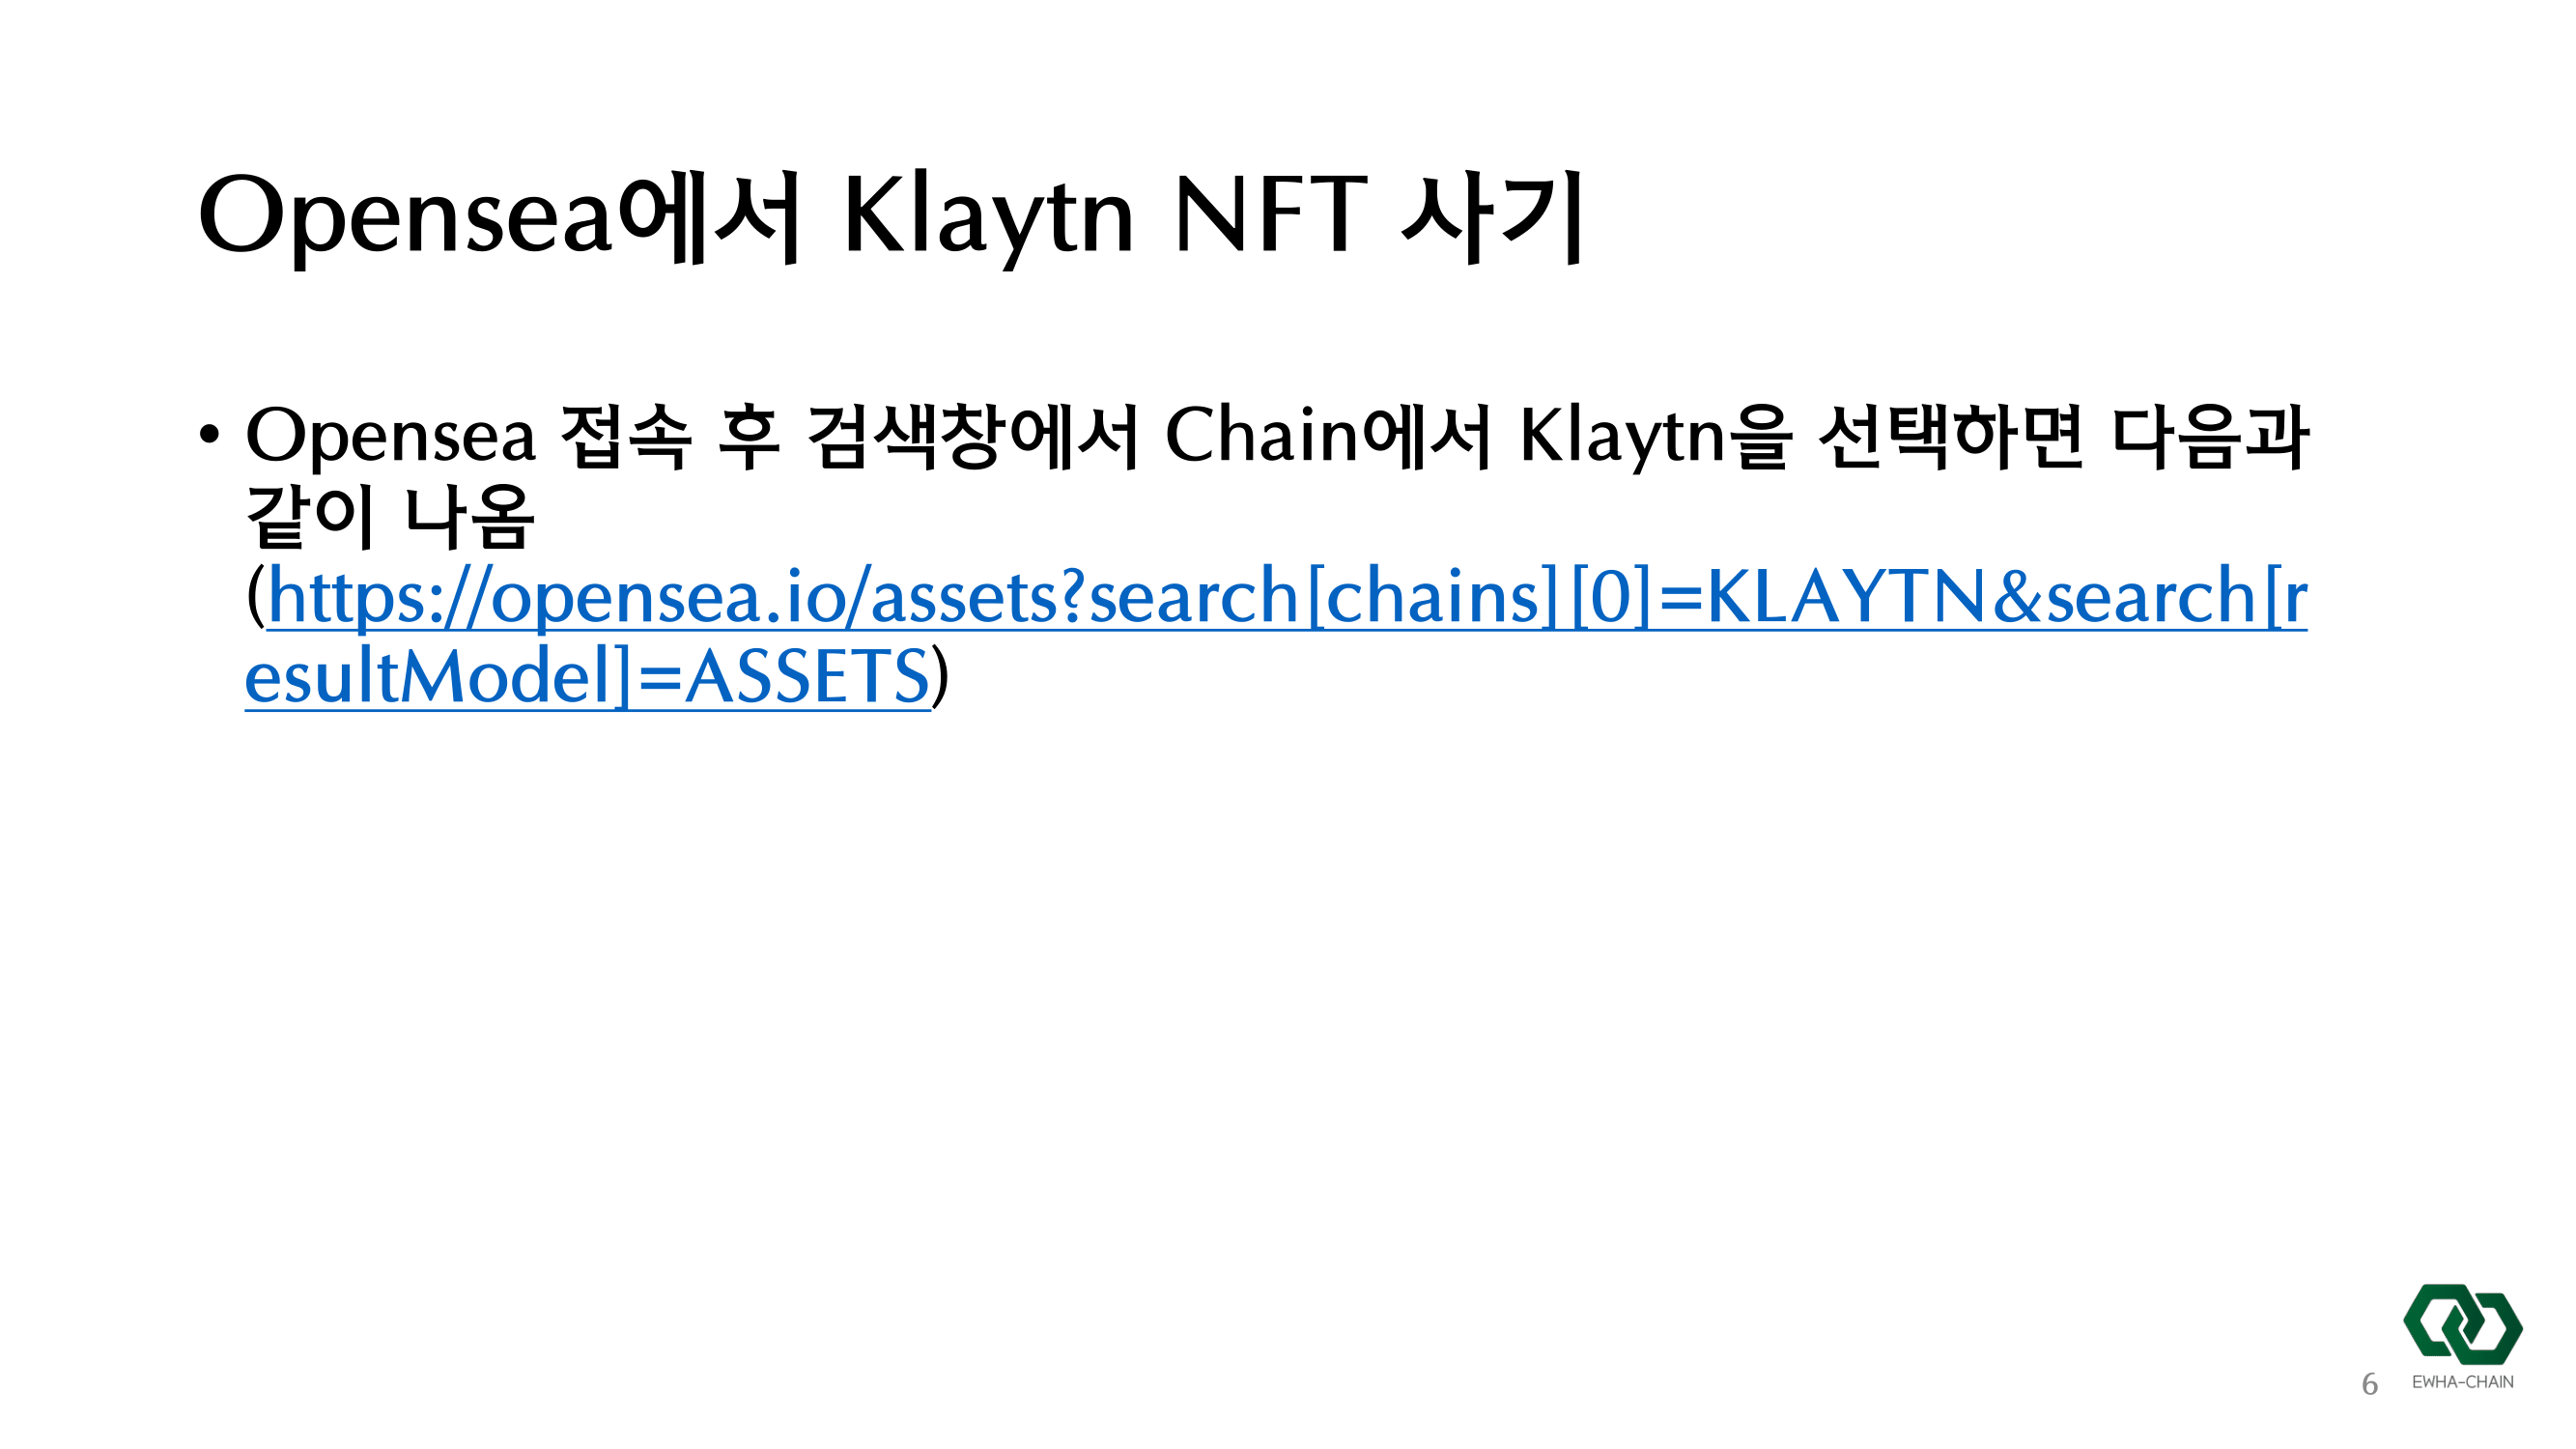 Opensea에서 Klaytn NFT 사기
• Opensea 접속 후 검색창에서 Chain에서 Klaytn을 선택하면 다음과
같이 나옴
(https://opensea.io/assets?search[chains][0]=KLAYTN&search[r
esultModel]=ASSETS)
6
EWHA-CHAIN